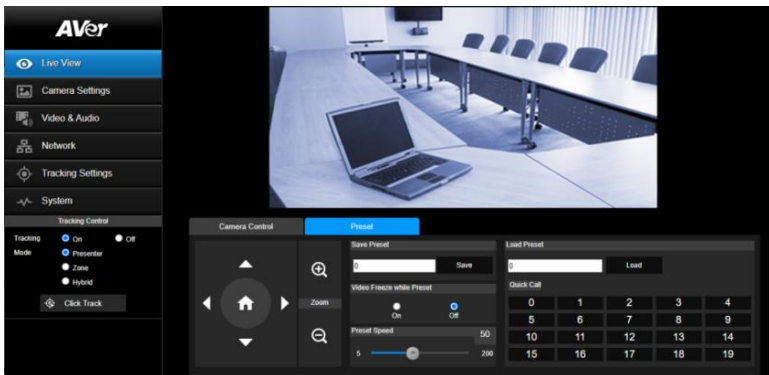 AVer
Live View
Camera Settings
Video & Audio
Network
Tracking Settings
System
Tracking Control
Tracking On Off
Mode Presenter
Zone
Hybrid
Click Track
Camera Control Preset
Zoom
Save Preset
0 Save
Video Freeze while Preset
On Off
Preset Speed 50
5 200
Load Preset
0 Load
Quick Call
0 1 2 3 4
5 6 7 8 9
10 11 12 13 14
15 16 17 18 19